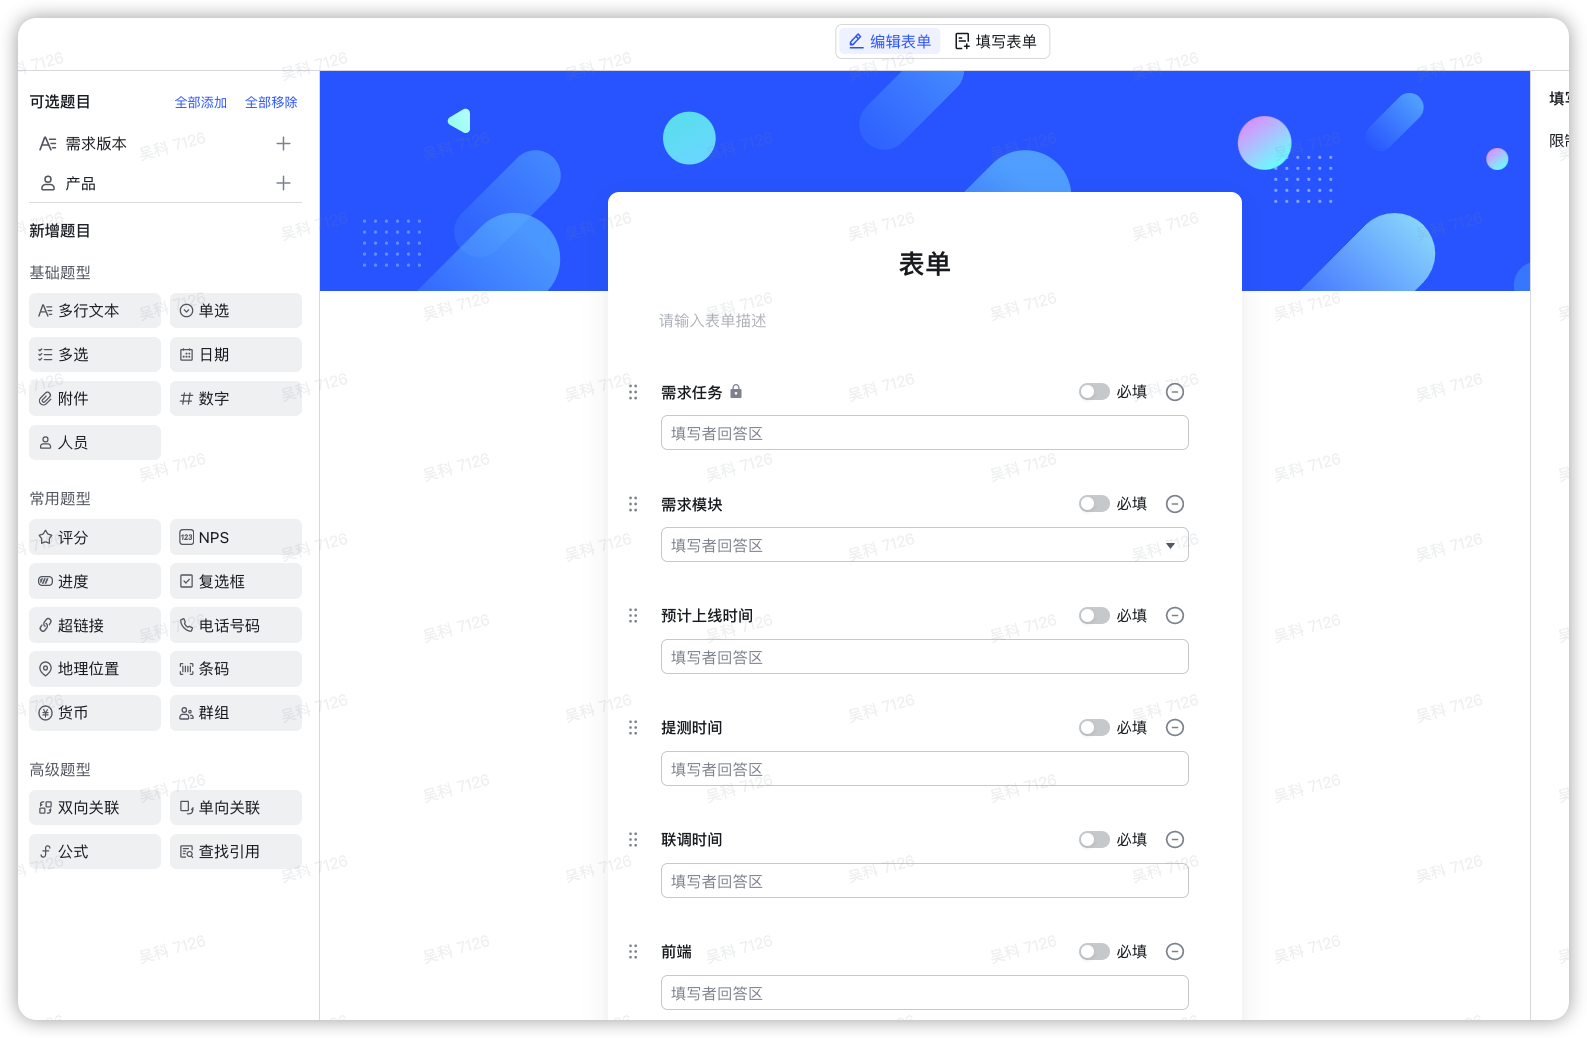 编辑表单 填写表单
可选题目 全部添加 全部移除
需求版本
产品
新增题目
基础题型
多行文本 单选
多选 日期
附件 数字
人员
常用题型
评分 NPS
进度 复选框
超链接 电话号码
地理位置 条码
货币 群组
高级题型
双向关联 单向关联
公式 查找引用
表单
请输入表单描述
需求任务 必填
填写者回答区
需求模块 必填
填写者回答区
预计上线时间 必填
填写者回答区
提测时间 必填
填写者回答区
联调时间 必填
填写者回答区
前端 必填
填写者回答区
填写
限制
吴科 7126